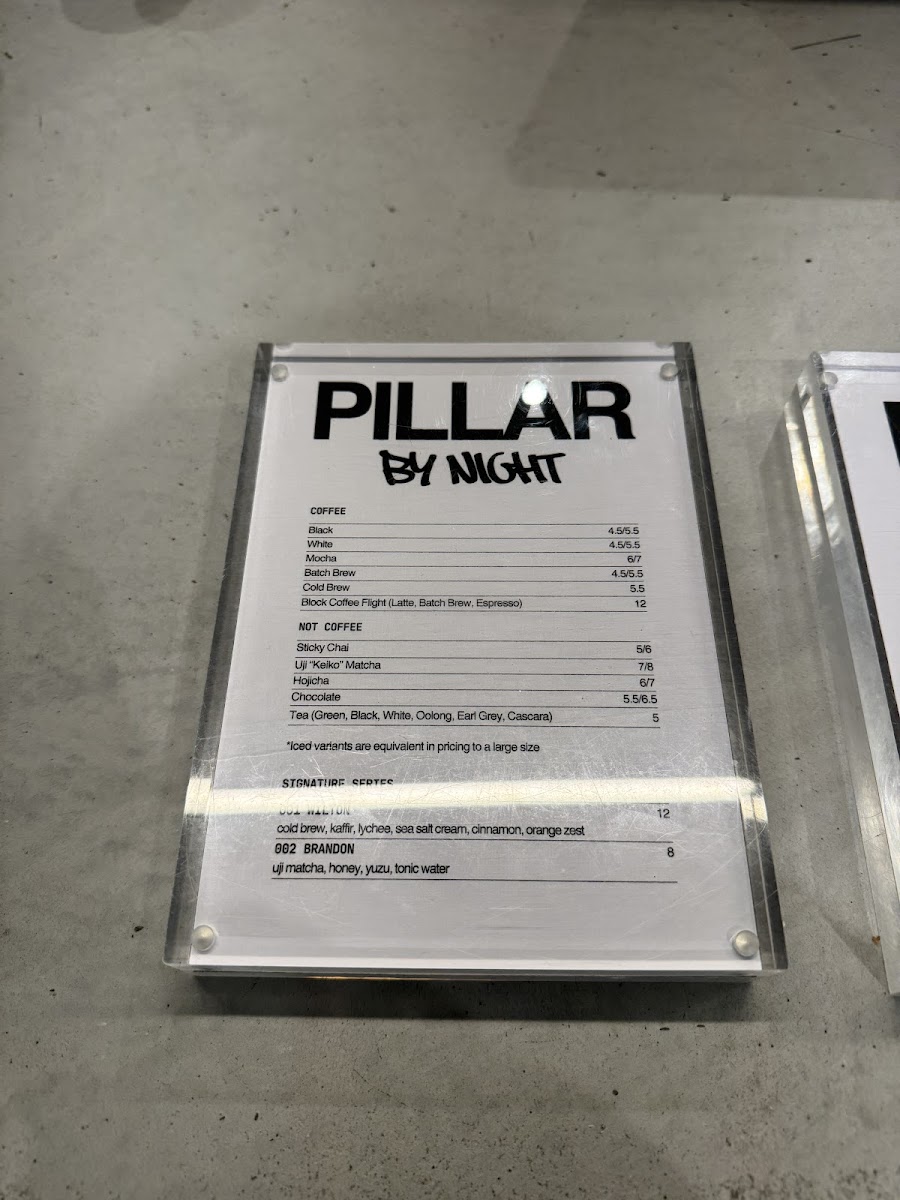 PILLAR
BY NIGHT
COFFEE
Black 4.5/5.5
White 4.5/5.5
Mocha 6/7
Batch Brew 4.5/5.5
Cold Brew 5.5
Block Coffee Flight (Latte, Batch Brew, Espresso) 12
NOT COFFEE
Sticky Chai 5/6
Uji "Keiko" Matcha 7/8
Hojicha 6/7
Chocolate 5.5/6.5
Tea (Green, Black, White, Oolong, Earl Grey, Cascara) 5
*Iced variants are equivalent in pricing to a large size
SIGNATURE SERIES
001 WILTON 12
cold brew, kaffir, lychee, sea salt cream, cinnamon, orange zest
002 BRANDON 8
uji matcha, honey, yuzu, tonic water